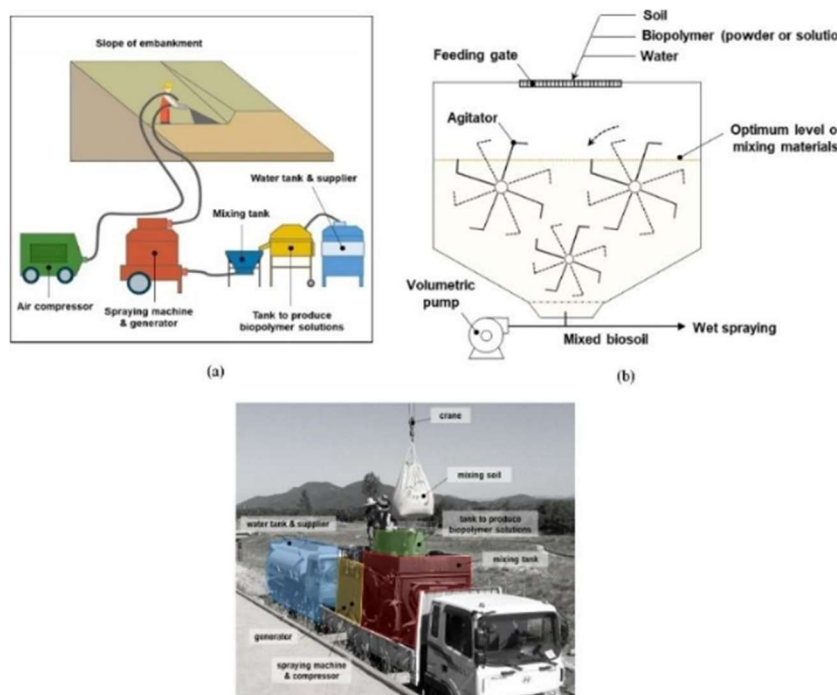 Slope of embankment
Water tank & supplier
Mixing tank
Air compressor
Spraying machine
& generator
Tank to produce
biopolymer solutions
(a)
Soil
Biopolymer (powder or solutio
Water
Feeding gate
Agitator
Optimum level o
mixing materials
Volumetric
pump
Mixed biosoil
Wet spraying
(b)
crane
mixing soil
water tank & supplier
tank to produce
biopolymer solutions
mixing tank
generator
spraying machine
& compressor